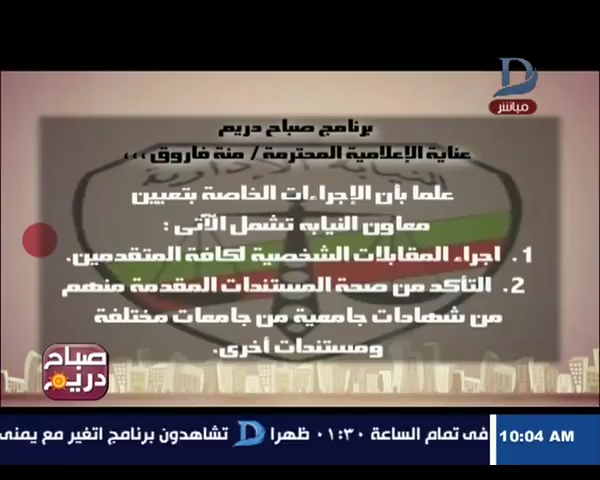 مباشر
برنامج صباح دريم
عناية الإعلامية المحترمة / منة فاروق ،،،
النيابة الإدارية
علما بأن الإجراءات الخاصة بتعيين
معاون النيابه تشمل الآتى :
1. اجراء المقابلات الشخصية لكافة المتقدمين.
2. التأكد من صحة المستندات المقدمة منهم
من شهادات جامعية من جامعات مختلفة
ومستندات أخرى.
صباح
دريم
فى تمام الساعة ٠١:٣٠ ظهرا تشاهدون برنامج اتغير مع يمنى
10:04 AM